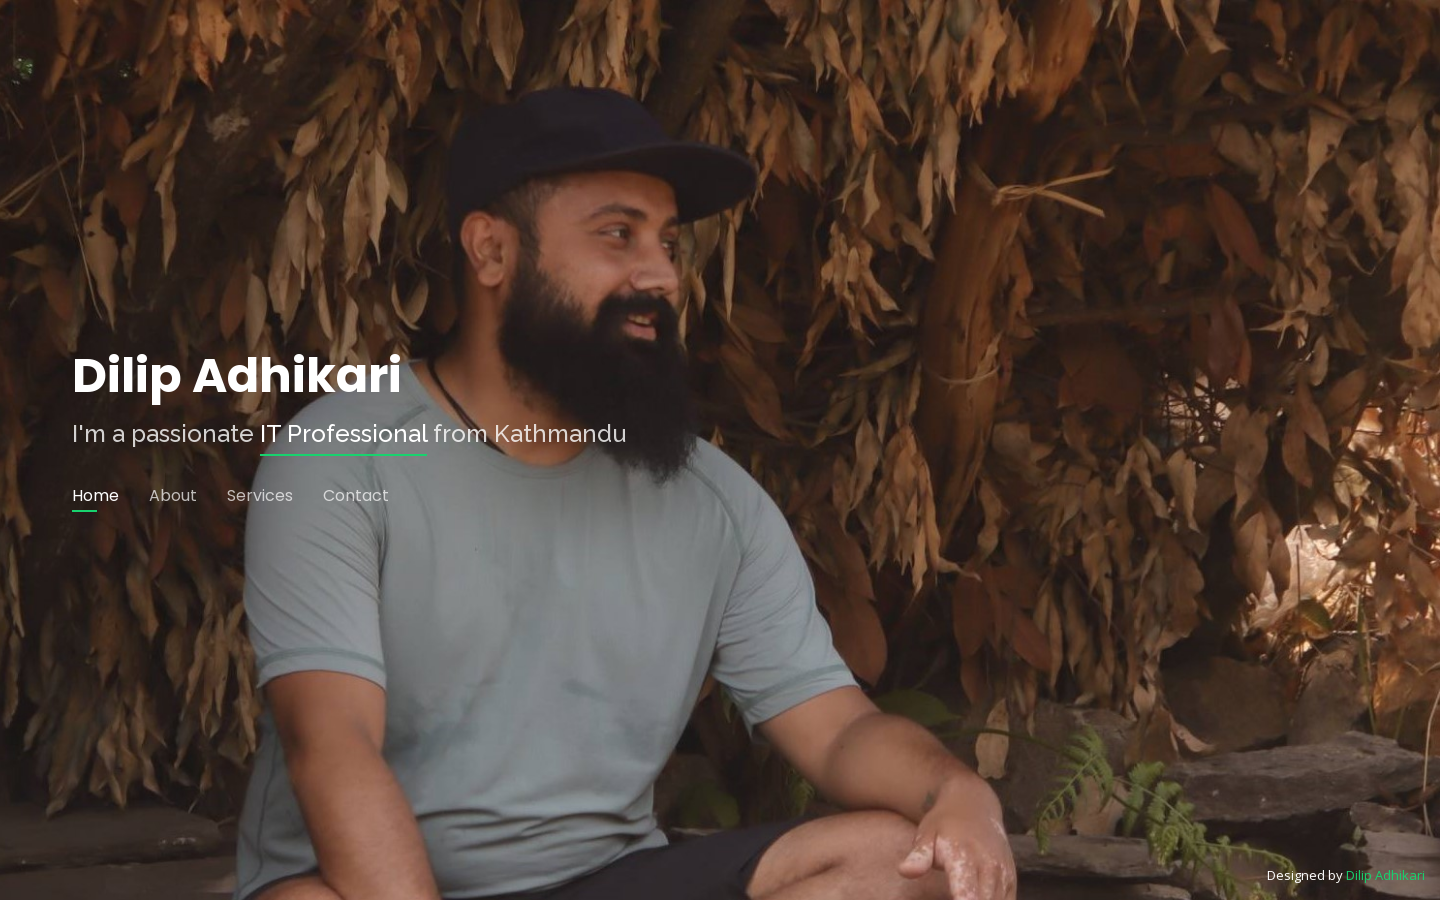 Dilip Adhikari
I'm a passionate IT Professional from Kathmandu
Home About Services Contact
Designed by Dilip Adhikari